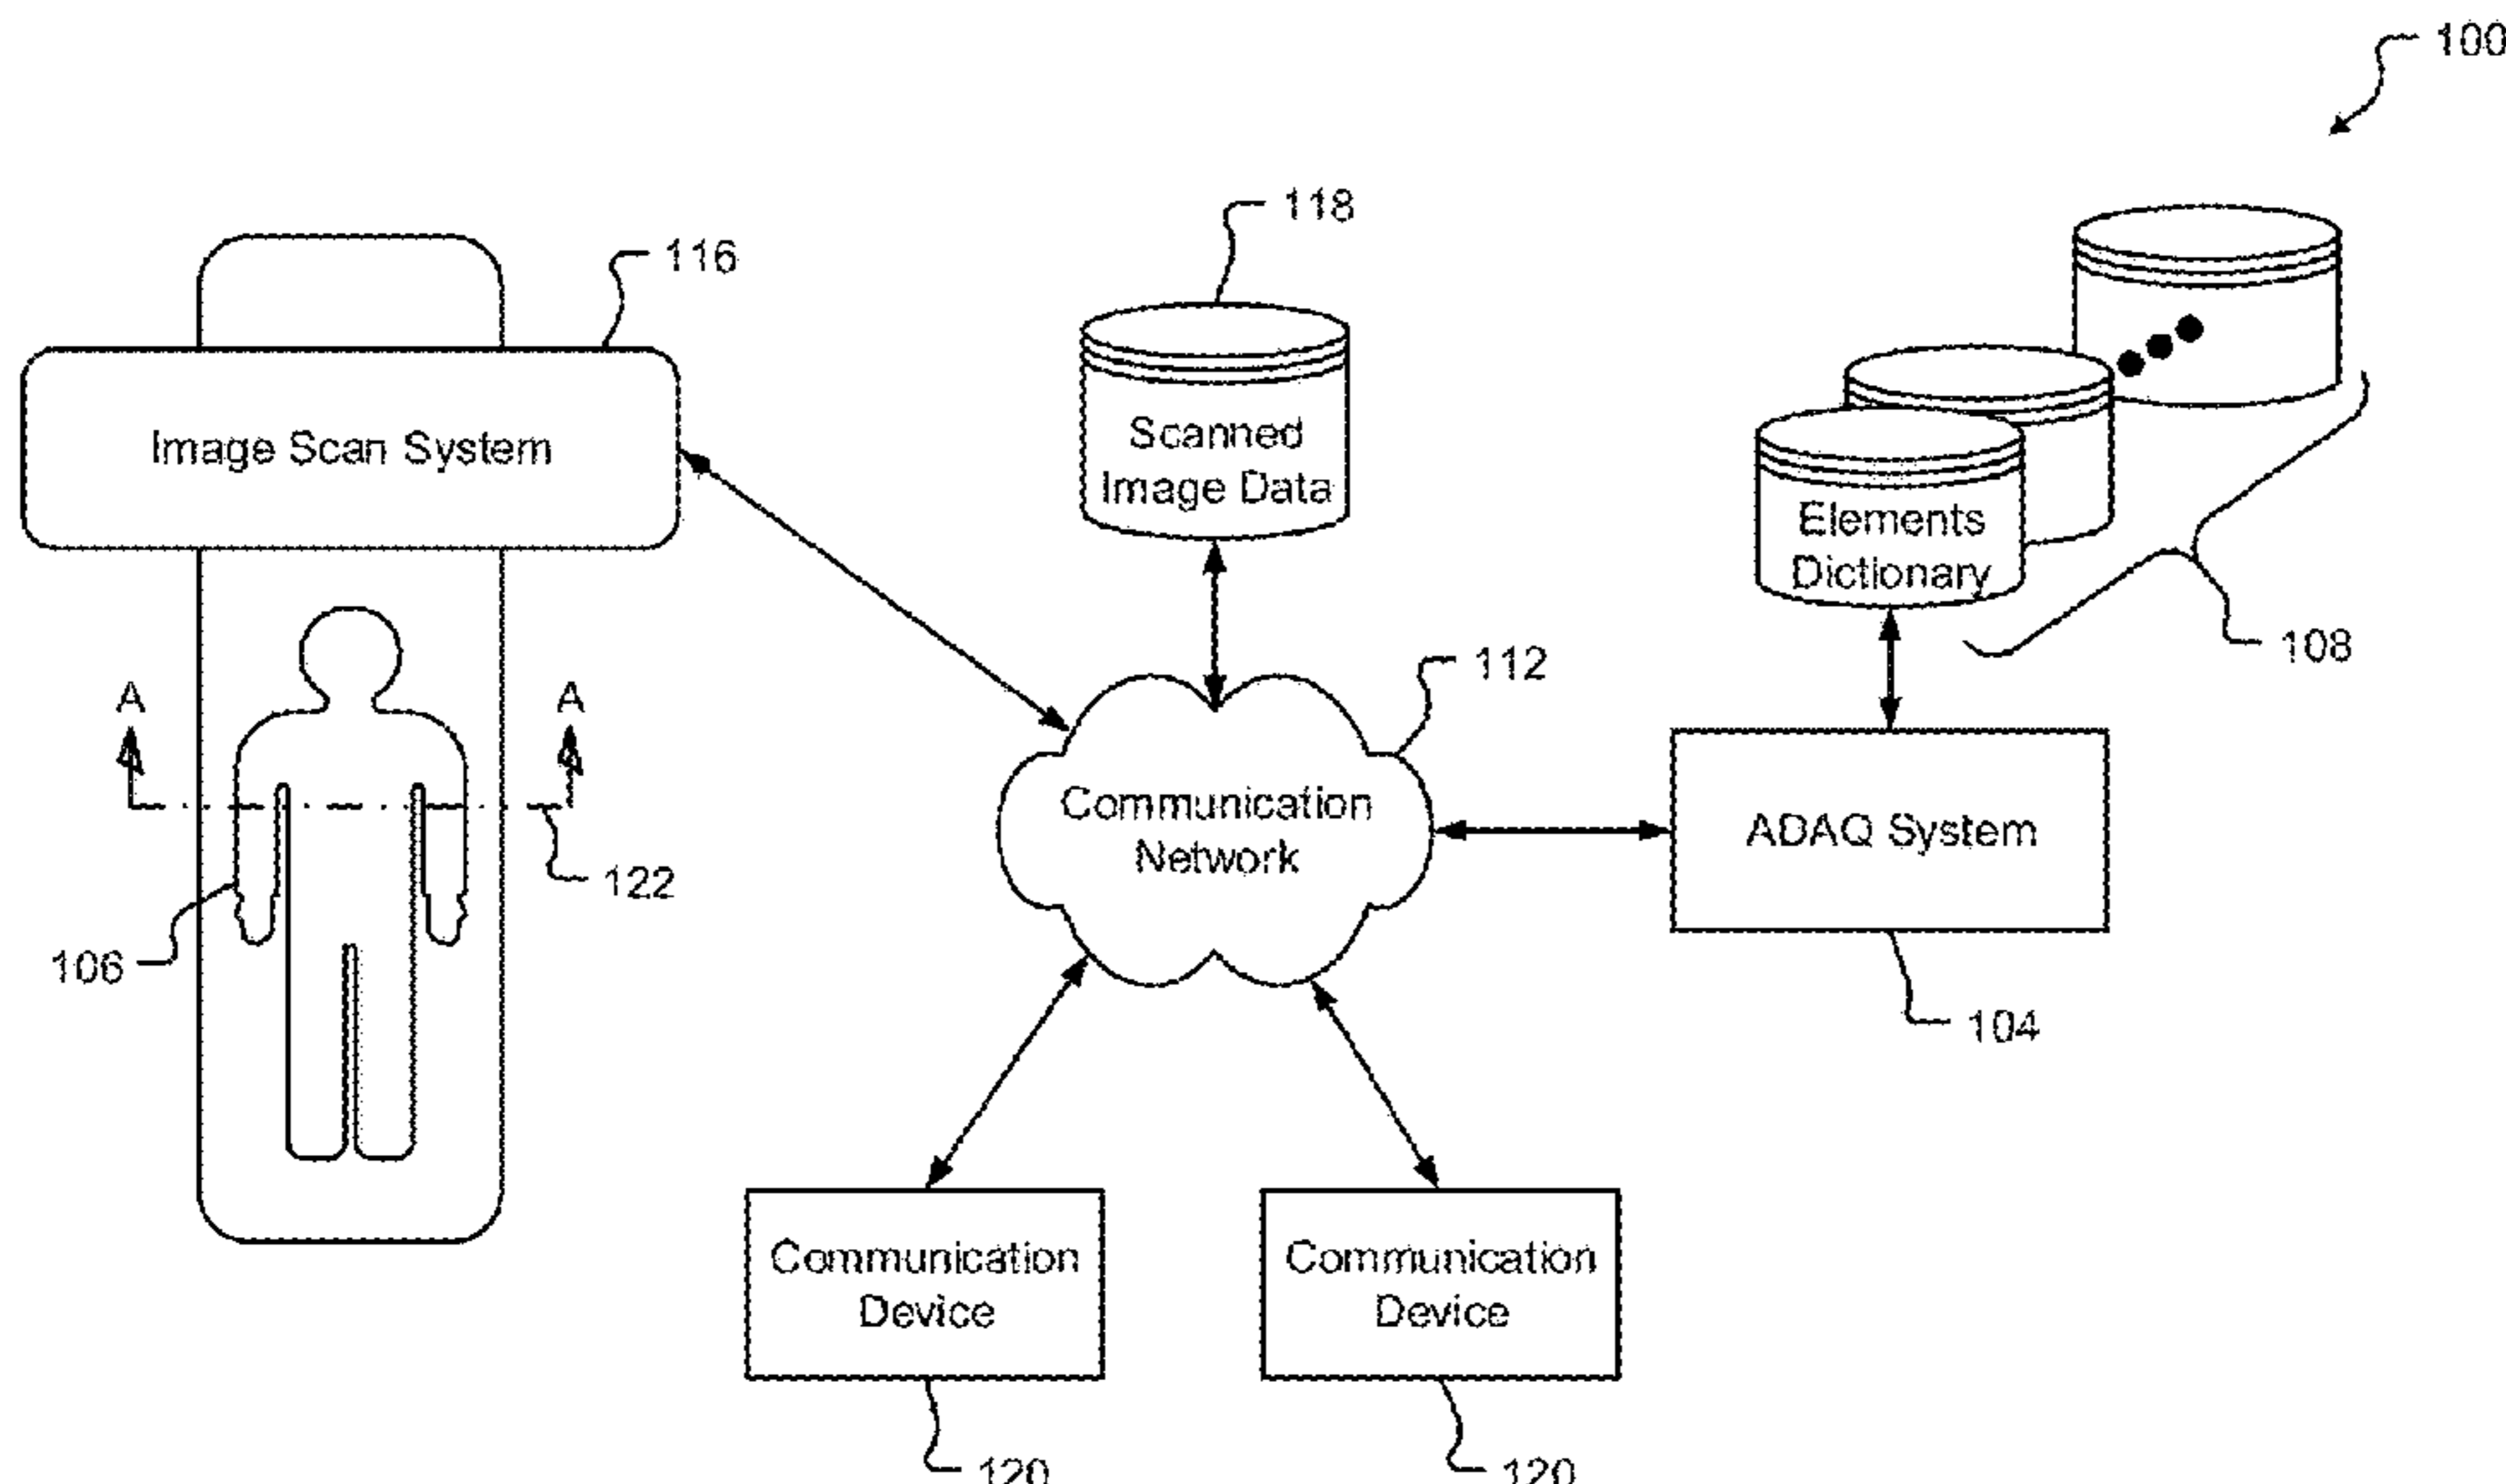 100
118
116
Image Scan System
Scanned
Image Data
Elements
Dictionary
108
112
A
A
Communication
Network
ADAQ System
122
106
104
Communication
Device
Communication
Device
120
120